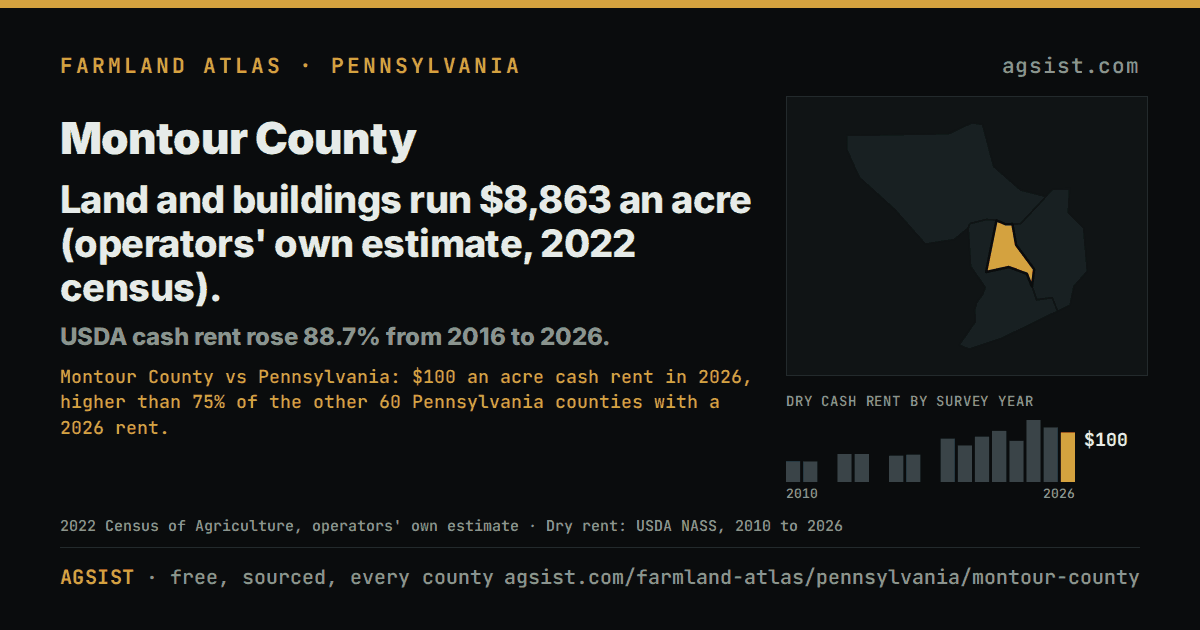 FARMLAND ATLAS · PENNSYLVANIA
agsist.com
Montour County
Land and buildings run $8,863 an acre
(operators' own estimate, 2022
census).
USDA cash rent rose 88.7% from 2016 to 2026.
Montour County vs Pennsylvania: $100 an acre cash rent in 2026,
higher than 75% of the other 60 Pennsylvania counties with a
2026 rent.
DRY CASH RENT BY SURVEY YEAR
$100
2010
2026
2022 Census of Agriculture, operators' own estimate · Dry rent: USDA NASS, 2010 to 2026
AGSIST · free, sourced, every county agsist.com/farmland-atlas/pennsylvania/montour-county